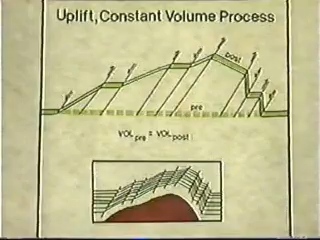 Uplift, Constant Volume Process
post
pre
VOLpre = VOLpost